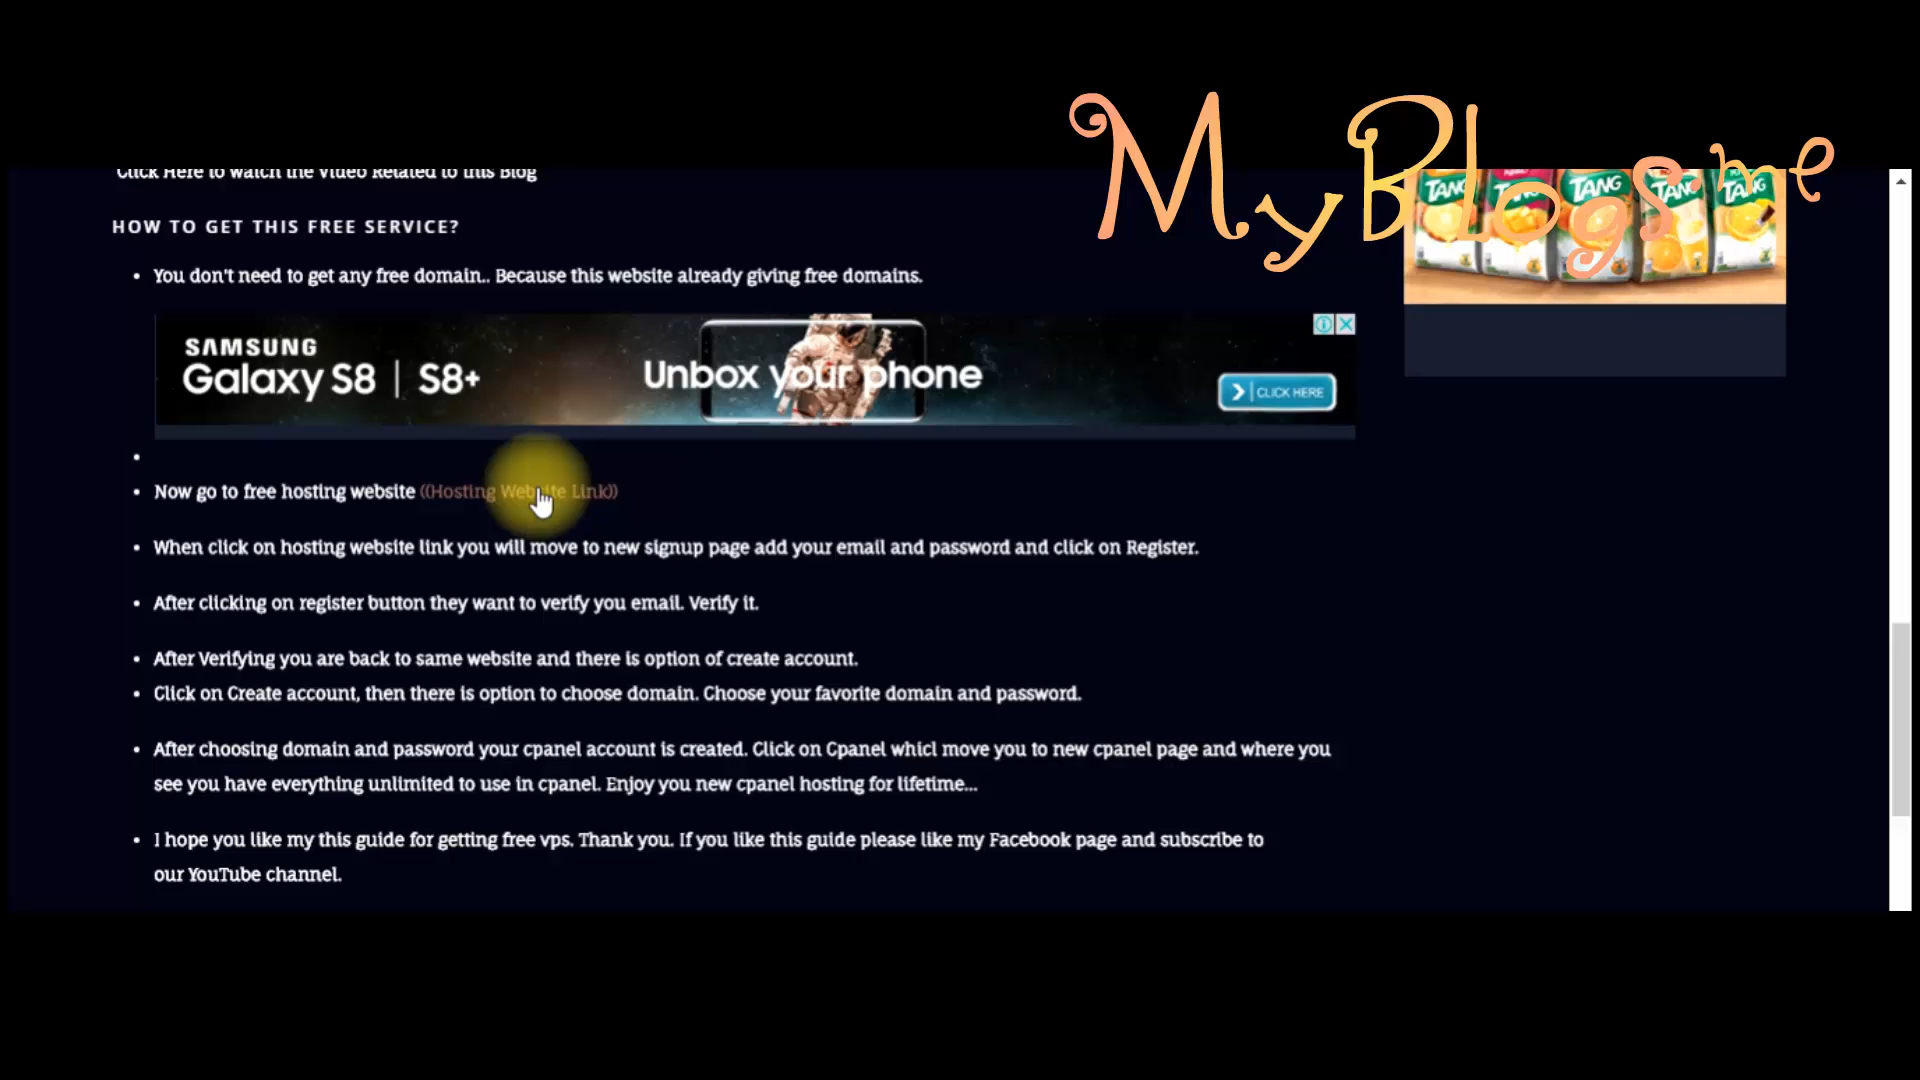 MyBlogs.me
Click Here to watch the Video Related to this Blog
HOW TO GET THIS FREE SERVICE?
• You don't need to get any free domain.. Because this website already giving free domains.
TANG TANG TANG TANG TANG
SAMSUNG
Galaxy S8 | S8+
Unbox your phone
CLICK HERE
• Now go to free hosting website ((Hosting Website Link))
• When click on hosting website link you will move to new signup page add your email and password and click on Register.
• After clicking on register button they want to verify you email. Verify it.
• After Verifying you are back to same website and there is option of create account.
• Click on Create account, then there is option to choose domain. Choose your favorite domain and password.
• After choosing domain and password your cpanel account is created. Click on Cpanel whicl move you to new cpanel page and where you
see you have everything unlimited to use in cpanel. Enjoy you new cpanel hosting for lifetime...
• I hope you like my this guide for getting free vps. Thank you. If you like this guide please like my Facebook page and subscribe to
our YouTube channel.